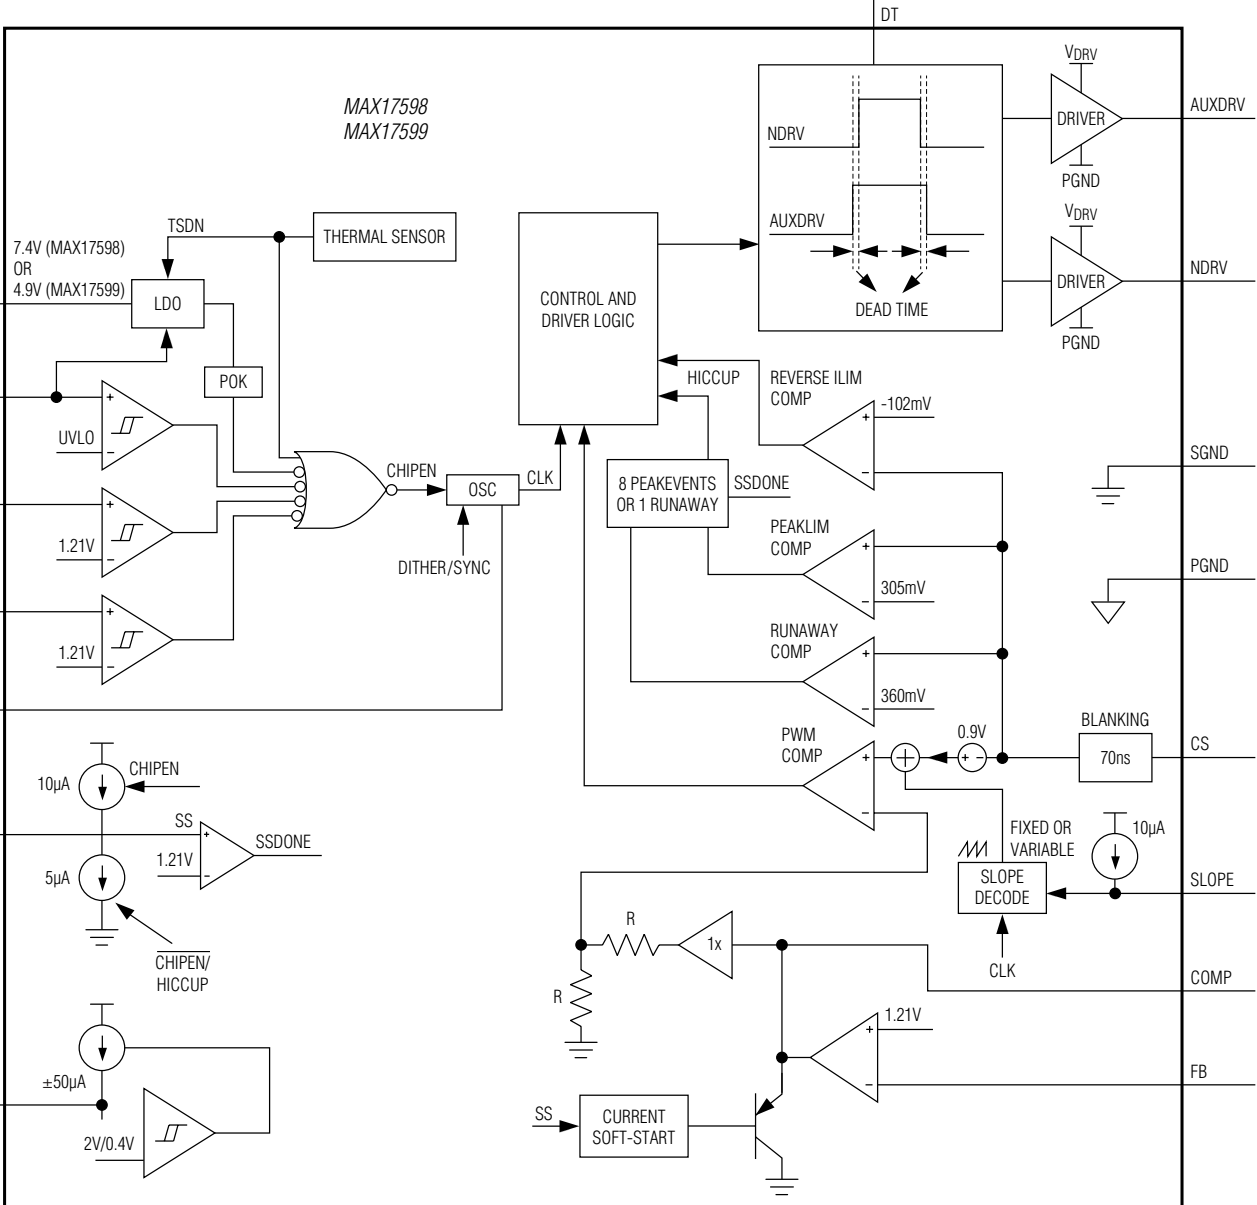 DT
MAX17598
MAX17599
V_DRV
DRIVER
AUXDRV
PGND
NDRV
AUXDRV
DEAD TIME
V_DRV
DRIVER
NDRV
PGND
TSDN
THERMAL SENSOR
7.4V (MAX17598)
OR
4.9V (MAX17599)
LDO
POK
CONTROL AND
DRIVER LOGIC
HICCUP
REVERSE ILIM
COMP
+
-102mV
−
UVLO
+
−
CHIPEN
OSC
CLK
DITHER/SYNC
8 PEAKEVENTS
OR 1 RUNAWAY
SSDONE
SGND
PEAKLIM
COMP
+
305mV
−
PGND
1.21V
+
−
1.21V
+
−
RUNAWAY
COMP
+
360mV
−
PWM
COMP
+
−
0.9V
+ -
BLANKING
70ns
CS
10µA
CHIPEN
SS
+
1.21V
−
SSDONE
5µA
CHIPEN/
HICCUP
FIXED OR
VARIABLE
10µA
SLOPE
DECODE
SLOPE
CLK
R
1x
R
COMP
1.21V
+
−
FB
±50µA
2V/0.4V
SS
CURRENT
SOFT-START